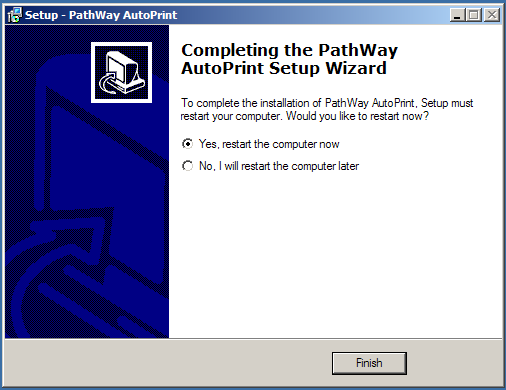 Setup - PathWay AutoPrint
Completing the PathWay
AutoPrint Setup Wizard
To complete the installation of PathWay AutoPrint, Setup must
restart your computer. Would you like to restart now?
Yes, restart the computer now
No, I will restart the computer later
Finish